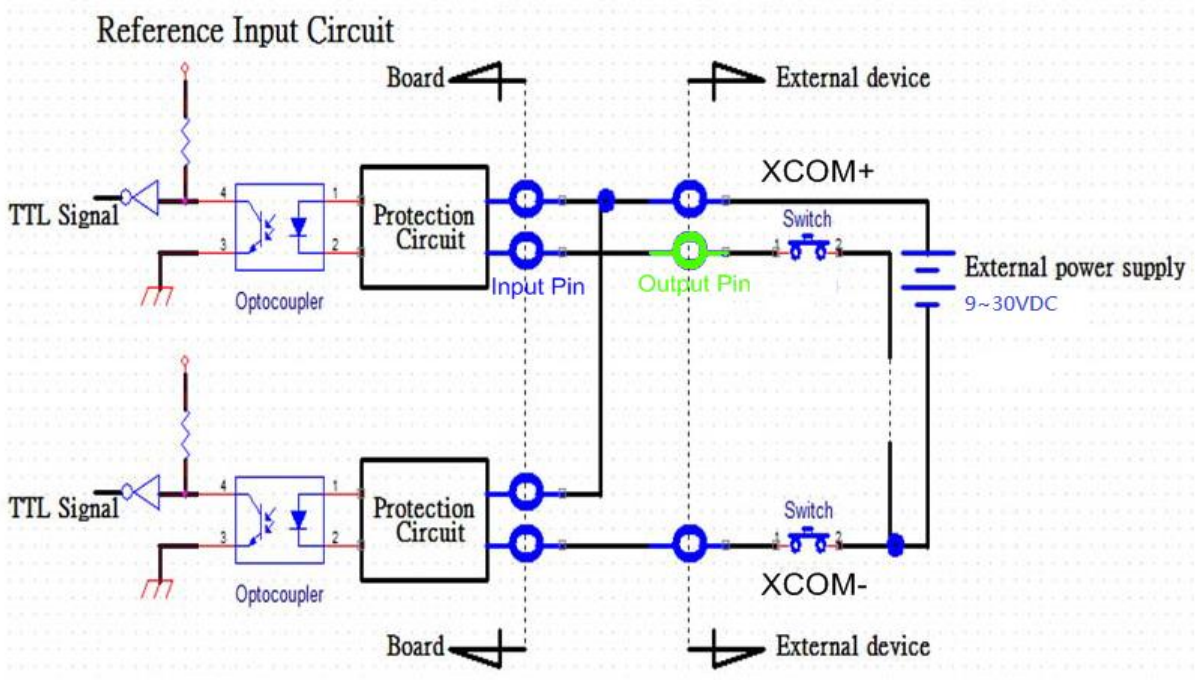 Reference Input Circuit
Board
External device
XCOM+
TTL Signal
4
1
3
2
Optocoupler
Protection
Circuit
Input Pin
Output Pin
Switch
1
2
External power supply
9~30VDC
TTL Signal
4
1
3
2
Optocoupler
Protection
Circuit
Switch
1
2
XCOM-
Board
External device